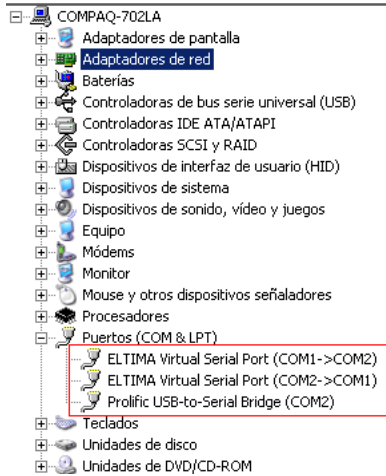 COMPAQ-702LA
Adaptadores de pantalla
Adaptadores de red
Baterías
Controladoras de bus serie universal (USB)
Controladoras IDE ATA/ATAPI
Controladoras SCSI y RAID
Dispositivos de interfaz de usuario (HID)
Dispositivos de sistema
Dispositivos de sonido, vídeo y juegos
Equipo
Módems
Monitor
Mouse y otros dispositivos señaladores
Procesadores
Puertos (COM & LPT)
ELTIMA Virtual Serial Port (COM1->COM2)
ELTIMA Virtual Serial Port (COM2->COM1)
Prolific USB-to-Serial Bridge (COM2)
Teclados
Unidades de disco
Unidades de DVD/CD-ROM